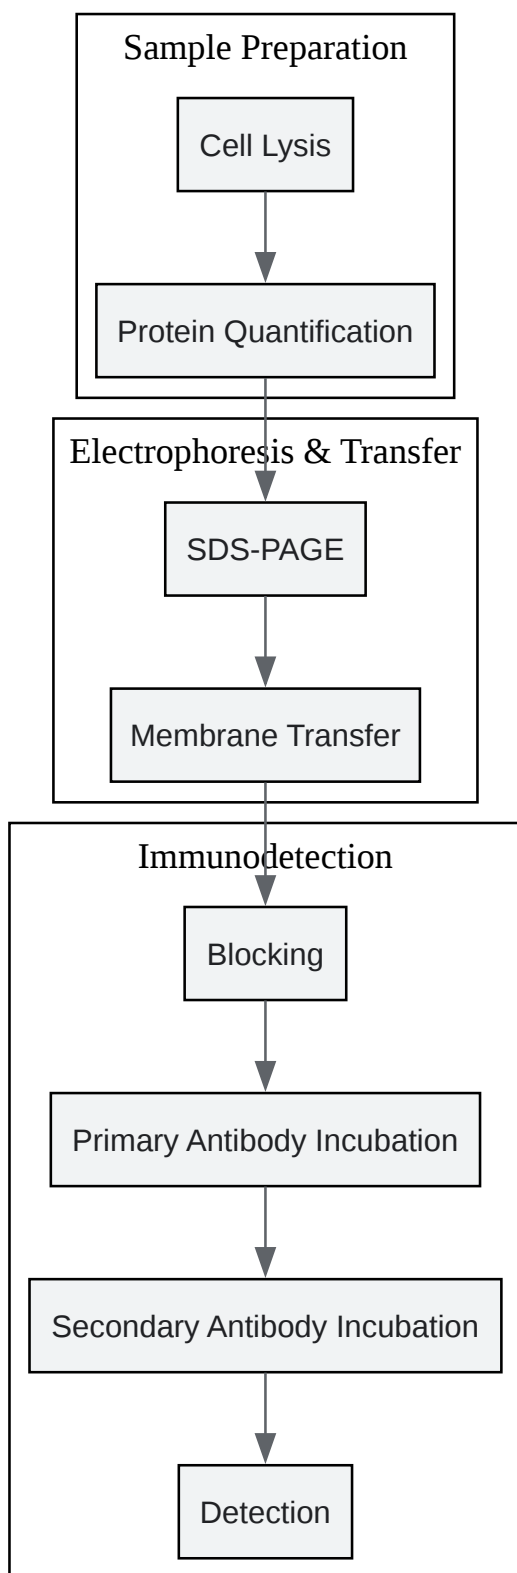 Sample Preparation
Cell Lysis
Protein Quantification
Electrophoresis & Transfer
SDS-PAGE
Membrane Transfer
Immunodetection
Blocking
Primary Antibody Incubation
Secondary Antibody Incubation
Detection